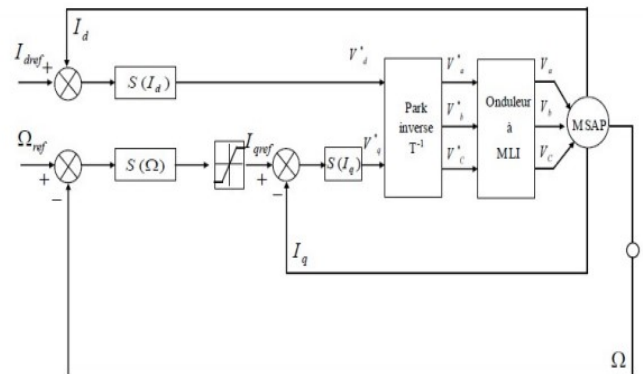 I_d
I_dref +
S(I_d)
V*_d
V*_a
V_a
Ω_ref
+
−
S(Ω)
I_qref
+
−
S(I_q)
V*_q
Park
inverse
T⁻¹
V*_b
V*_C
Onduleur
à
MLI
V_b
V_C
MSAP
I_q
Ω